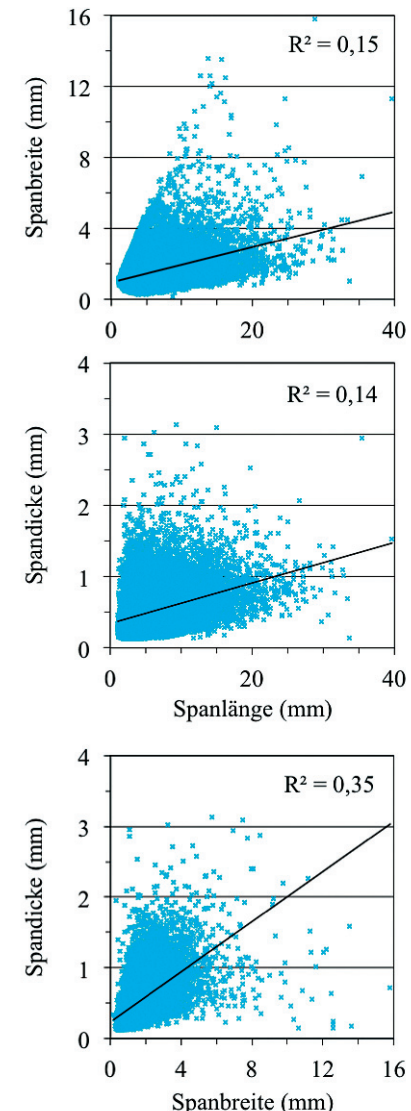 16
R² = 0,15
12
Spanbreite (mm)
8
4
0
0 20 40
4
R² = 0,14
3
Spandicke (mm)
2
1
0
0 20 40
Spanlänge (mm)
4
R² = 0,35
3
Spandicke (mm)
2
1
0
0 4 8 12 16
Spanbreite (mm)